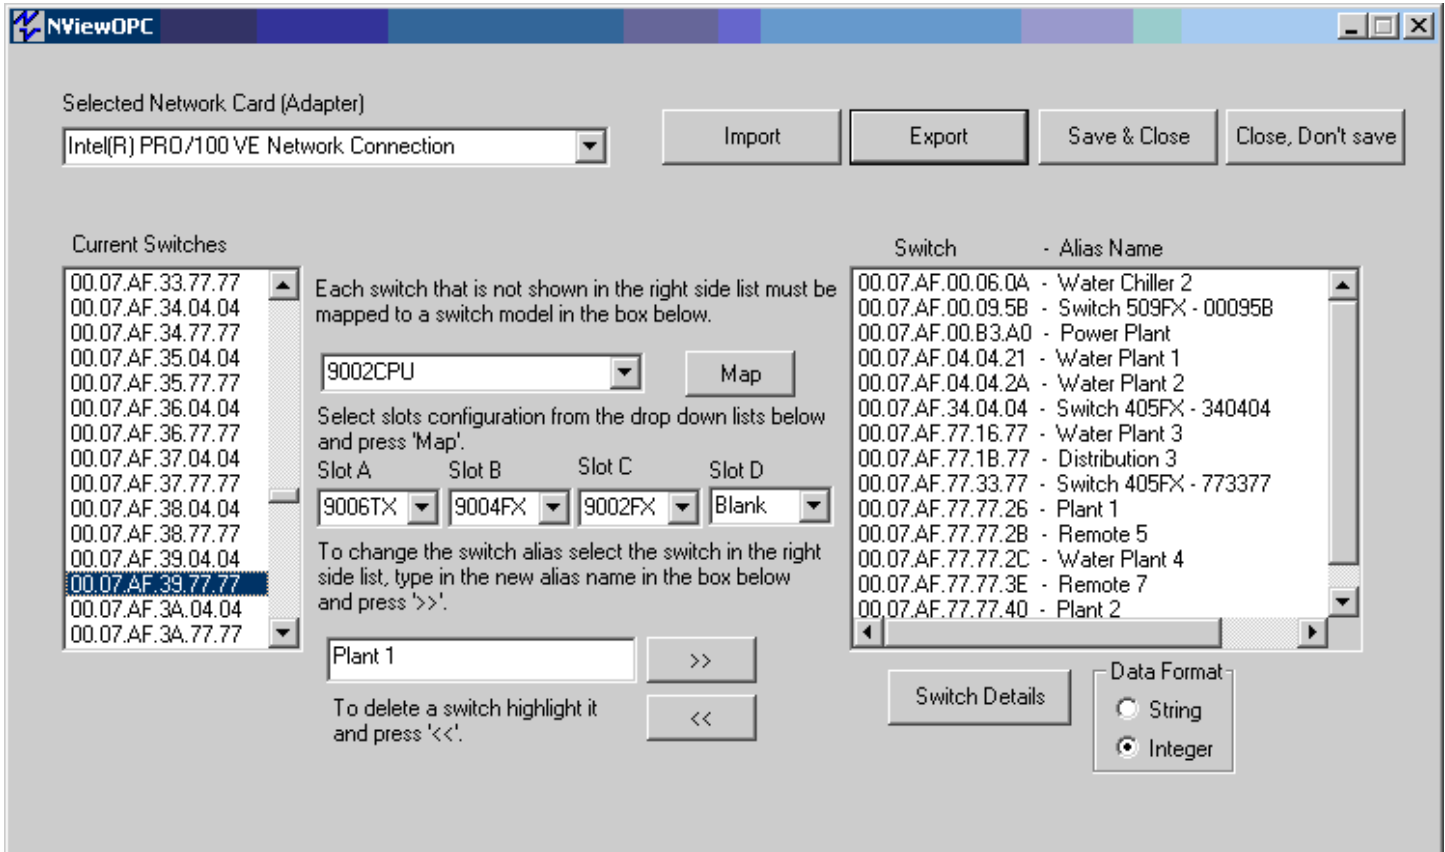 NViewOPC
Selected Network Card (Adapter)
Intel(R) PRO/100 VE Network Connection
Import
Export
Save & Close
Close, Don't save
Current Switches
00.07.AF.33.77.77
00.07.AF.34.04.04
00.07.AF.34.77.77
00.07.AF.35.04.04
00.07.AF.35.77.77
00.07.AF.36.04.04
00.07.AF.36.77.77
00.07.AF.37.04.04
00.07.AF.37.77.77
00.07.AF.38.04.04
00.07.AF.38.77.77
00.07.AF.39.04.04
00.07.AF.39.77.77
00.07.AF.3A.04.04
00.07.AF.3A.77.77
Each switch that is not shown in the right side list must be
mapped to a switch model in the box below.
9002CPU
Map
Select slots configuration from the drop down lists below
and press 'Map'.
Slot A Slot B Slot C Slot D
9006TX 9004FX 9002FX Blank
To change the switch alias select the switch in the right
side list, type in the new alias name in the box below
and press '>>'.
Plant 1
>>
To delete a switch highlight it
and press '<<'.
<<
Switch - Alias Name
00.07.AF.00.06.0A - Water Chiller 2
00.07.AF.00.09.5B - Switch 509FX - 00095B
00.07.AF.00.B3.A0 - Power Plant
00.07.AF.04.04.21 - Water Plant 1
00.07.AF.04.04.2A - Water Plant 2
00.07.AF.34.04.04 - Switch 405FX - 340404
00.07.AF.77.16.77 - Water Plant 3
00.07.AF.77.1B.77 - Distribution 3
00.07.AF.77.33.77 - Switch 405FX - 773377
00.07.AF.77.77.26 - Plant 1
00.07.AF.77.77.2B - Remote 5
00.07.AF.77.77.2C - Water Plant 4
00.07.AF.77.77.3E - Remote 7
00.07.AF.77.77.40 - Plant 2
Switch Details
Data Format
String
Integer